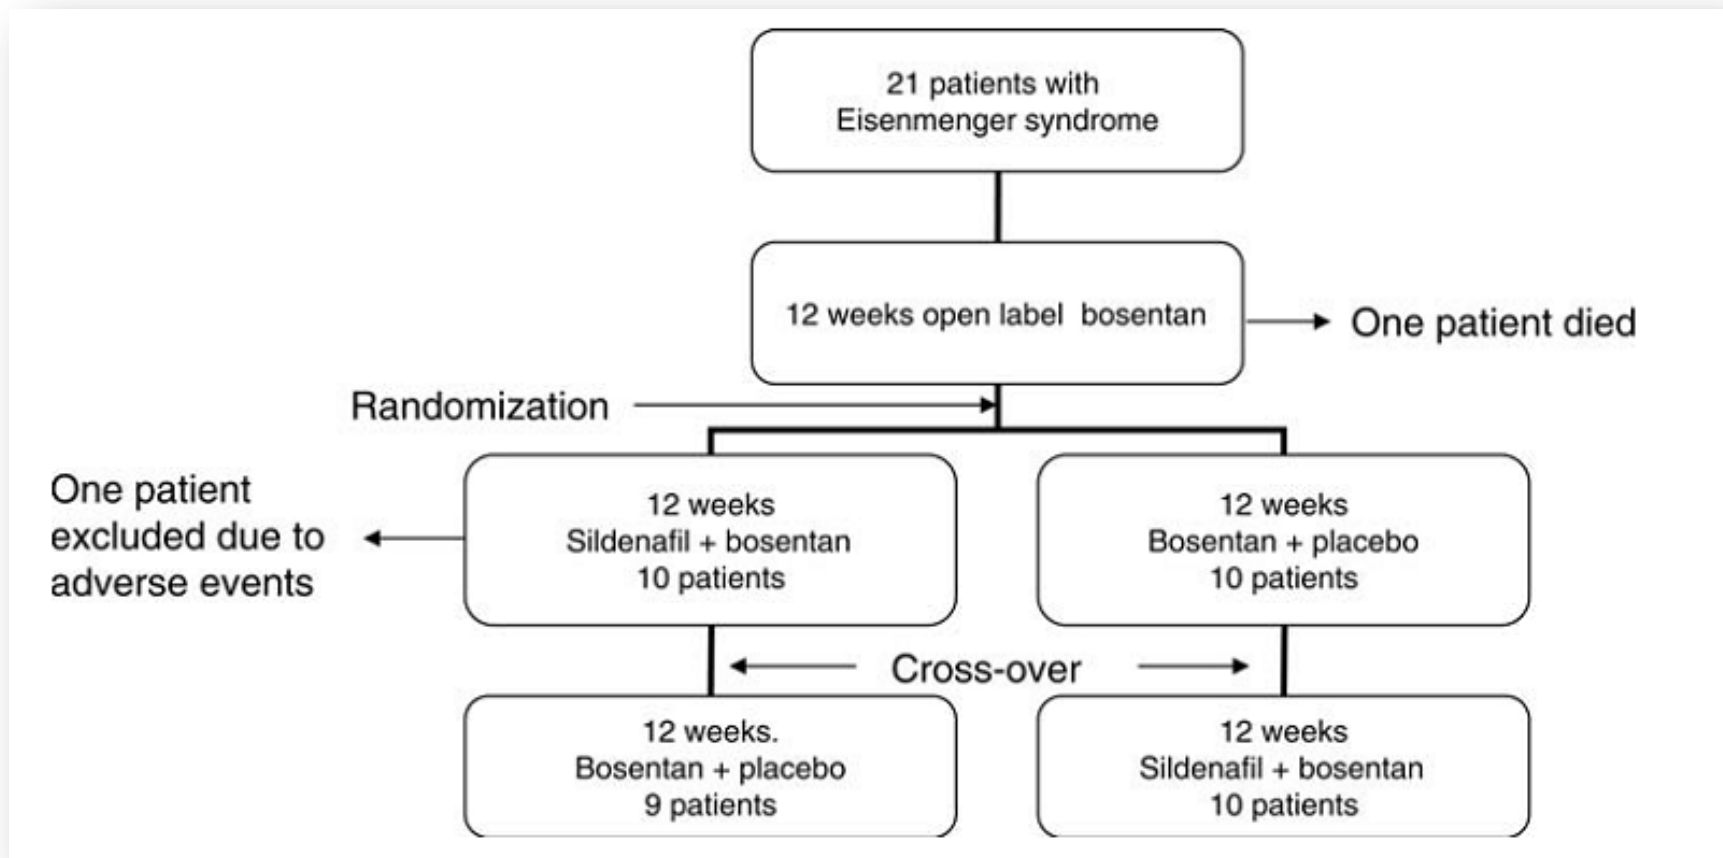 21 patients with
Eisenmenger syndrome
12 weeks open label bosentan
One patient died
Randomization
One patient
excluded due to
adverse events
12 weeks
Sildenafil + bosentan
10 patients
12 weeks
Bosentan + placebo
10 patients
Cross-over
12 weeks.
Bosentan + placebo
9 patients
12 weeks
Sildenafil + bosentan
10 patients